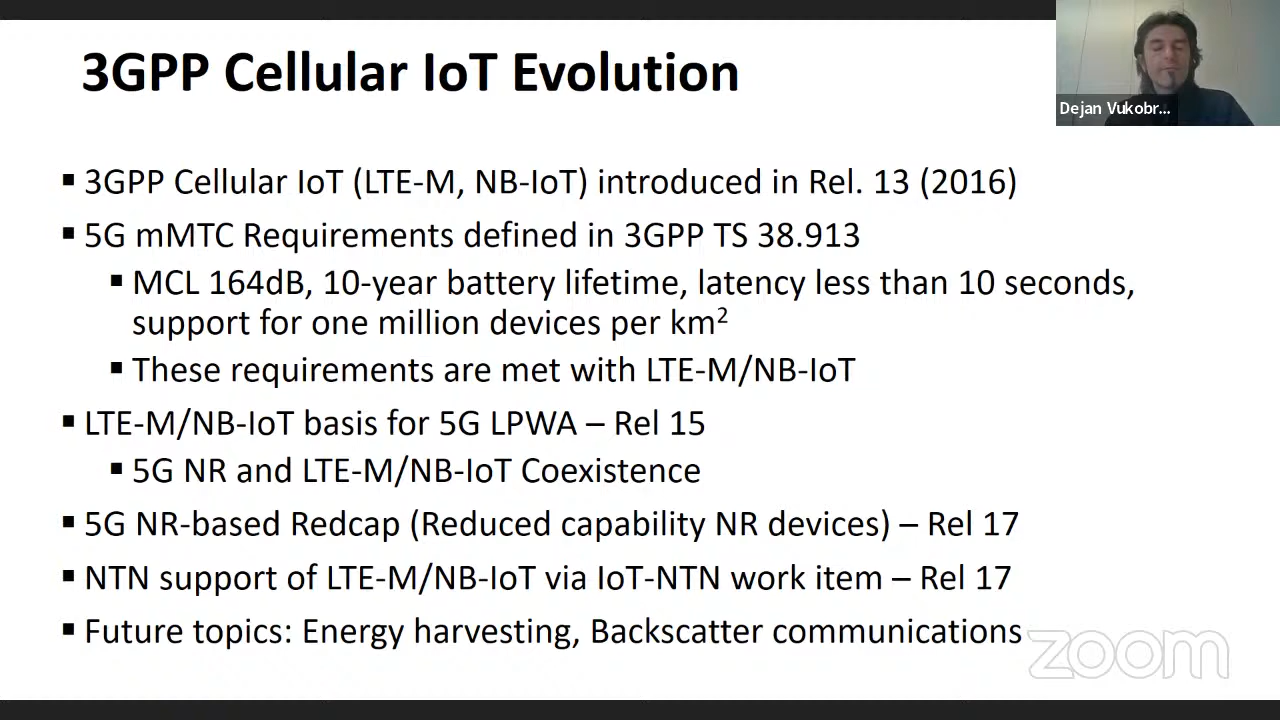 3GPP Cellular IoT Evolution
Dejan Vukobr...
▪ 3GPP Cellular IoT (LTE-M, NB-IoT) introduced in Rel. 13 (2016)
▪ 5G mMTC Requirements defined in 3GPP TS 38.913
▪ MCL 164dB, 10-year battery lifetime, latency less than 10 seconds,
support for one million devices per km²
▪ These requirements are met with LTE-M/NB-IoT
▪ LTE-M/NB-IoT basis for 5G LPWA – Rel 15
▪ 5G NR and LTE-M/NB-IoT Coexistence
▪ 5G NR-based Redcap (Reduced capability NR devices) – Rel 17
▪ NTN support of LTE-M/NB-IoT via IoT-NTN work item – Rel 17
▪ Future topics: Energy harvesting, Backscatter communications
zoom